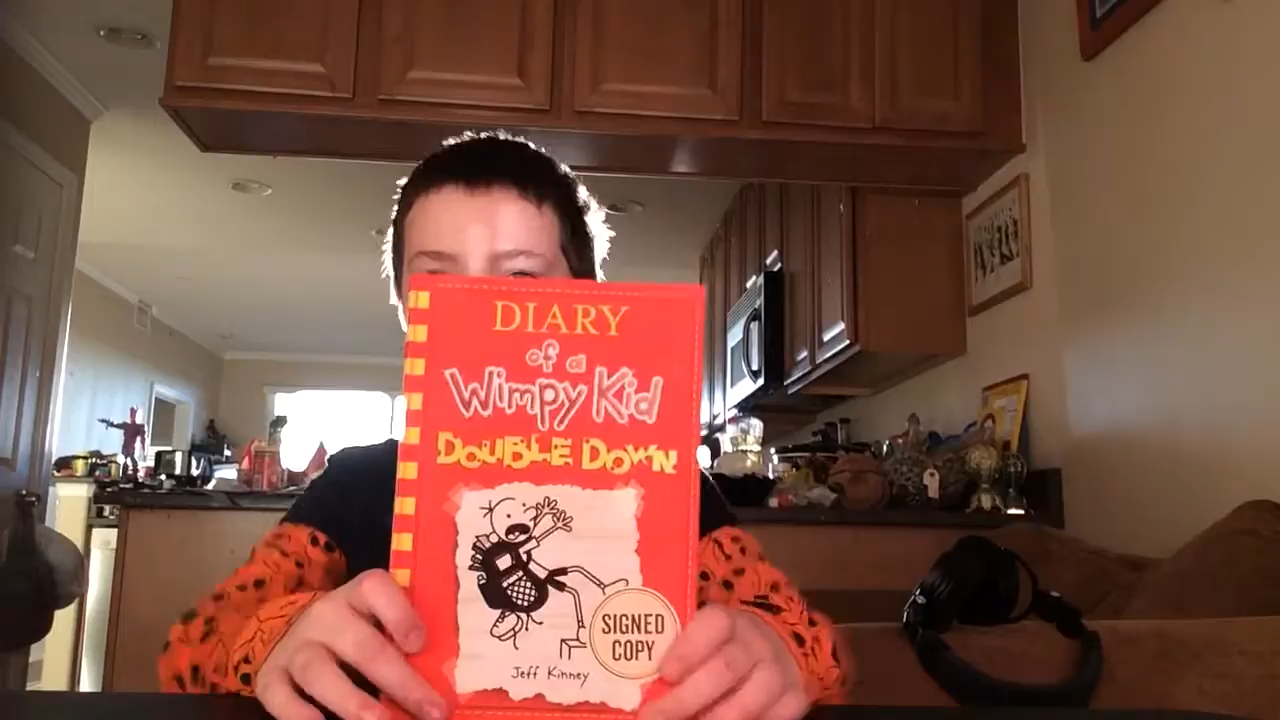 DIARY
of a
Wimpy Kid
DOUBLE DOWN
SIGNED
COPY
Jeff Kinney